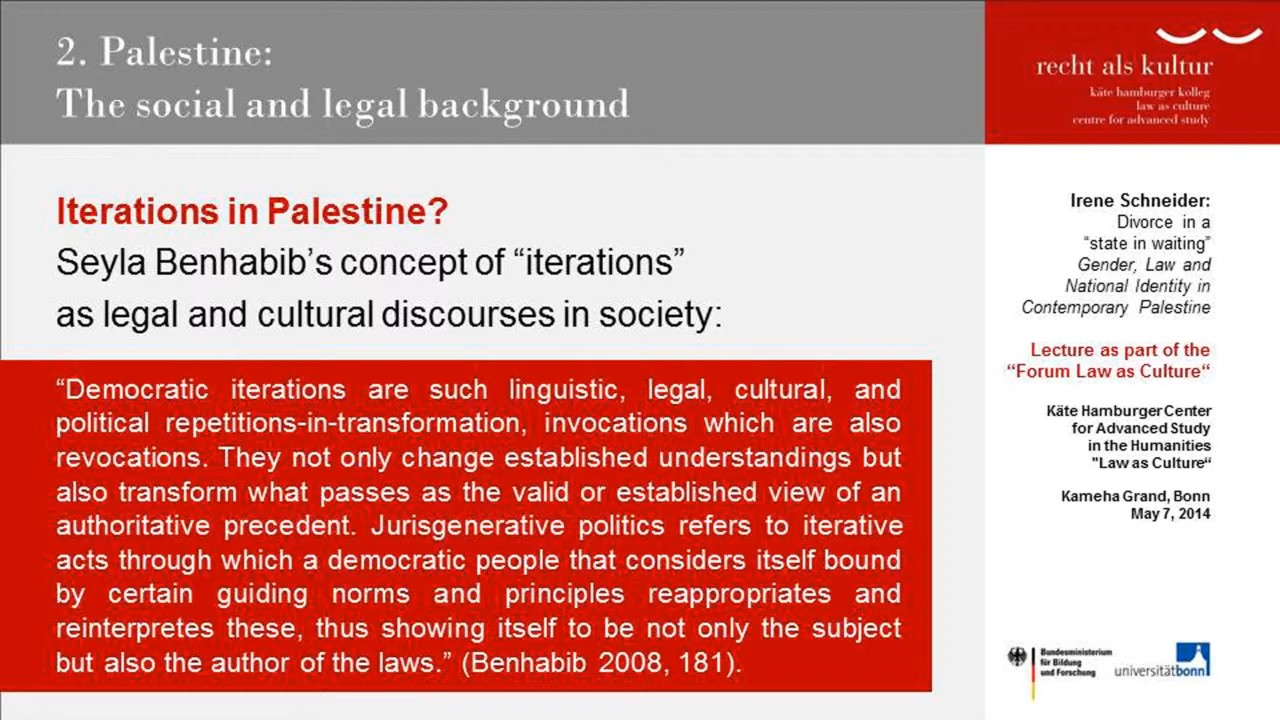 2. Palestine:
The social and legal background
recht als kultur
käte hamburger kolleg
law as culture
centre for advanced study
Iterations in Palestine?
Seyla Benhabib’s concept of “iterations”
as legal and cultural discourses in society:
“Democratic iterations are such linguistic, legal, cultural, and
political repetitions-in-transformation, invocations which are also
revocations. They not only change established understandings but
also transform what passes as the valid or established view of an
authoritative precedent. Jurisgenerative politics refers to iterative
acts through which a democratic people that considers itself bound
by certain guiding norms and principles reappropriates and
reinterprets these, thus showing itself to be not only the subject
but also the author of the laws.” (Benhabib 2008, 181).
Irene Schneider:
Divorce in a
“state in waiting”
Gender, Law and
National Identity in
Contemporary Palestine
Lecture as part of the
“Forum Law as Culture“
Käte Hamburger Center
for Advanced Study
in the Humanities
"Law as Culture“
Kameha Grand, Bonn
May 7, 2014
Bundesministerium
für Bildung
und Forschung
universitätbonn